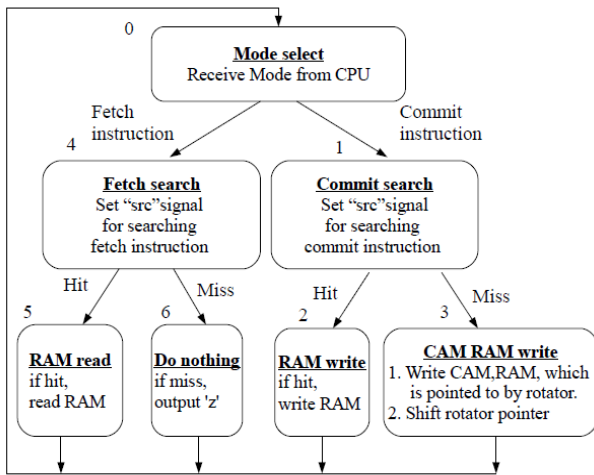 0
Mode select
Receive Mode from CPU
Fetch
instruction
Commit
instruction
4
1
Fetch search
Set “src”signal
for searching
fetch instruction
Commit search
Set “src”signal
for searching
commit instruction
Hit
Miss
Hit
Miss
5
6
2
3
RAM read
if hit,
read RAM
Do nothing
if miss,
output 'z'
RAM write
if hit,
write RAM
CAM RAM write
1. Write CAM,RAM, which
is pointed to by rotator.
2. Shift rotator pointer